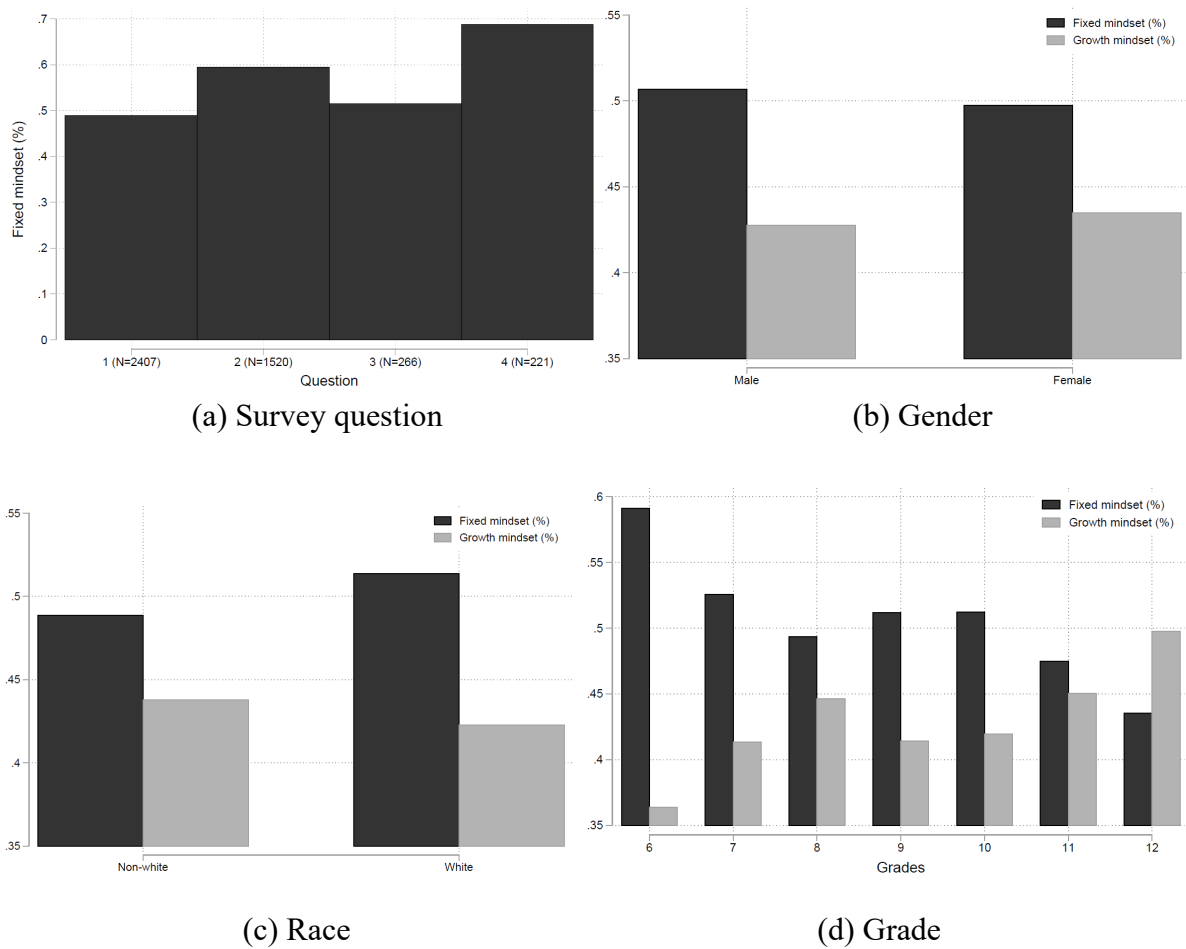 Fixed mindset (%)
.7
.6
.5
.4
.3
.2
.1
0
1 (N=2407) 2 (N=1520) 3 (N=266) 4 (N=221)
Question
(a) Survey question
.55
.5
.45
.4
.35
Fixed mindset (%)
Growth mindset (%)
Male Female
(b) Gender
.55
.5
.45
.4
.35
Fixed mindset (%)
Growth mindset (%)
Non-white White
(c) Race
.6
.55
.5
.45
.4
.35
Fixed mindset (%)
Growth mindset (%)
6 7 8 9 10 11 12
Grades
(d) Grade